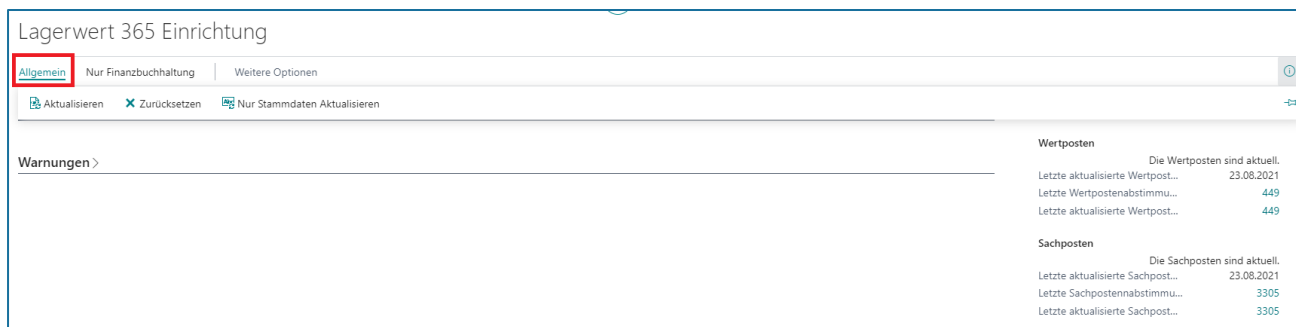 Lagerwert 365 Einrichtung
Allgemein Nur Finanzbuchhaltung Weitere Optionen
Aktualisieren Zurücksetzen Nur Stammdaten Aktualisieren
Warnungen
Wertposten
Die Wertposten sind aktuell.
Letzte aktualisierte Wertpost... 23.08.2021
Letzte Wertpostenabstimmu... 449
Letzte aktualisierte Wertpost... 449
Sachposten
Die Sachposten sind aktuell.
Letzte aktualisierte Sachpost... 23.08.2021
Letzte Sachpostennabstimmu... 3305
Letzte aktualisierte Sachpost... 3305